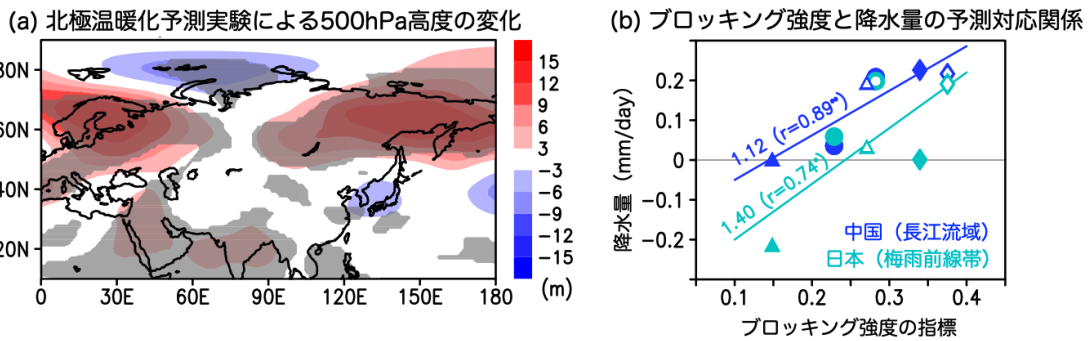 (a) 北極温暖化予測実験による500hPa高度の変化
80N
60N
40N
20N
0
30E
60E
90E
120E
150E
180
15
12
9
6
3
−3
−6
−9
−12
−15
(m)
(b) ブロッキング強度と降水量の予測対応関係
降水量 (mm/day)
0.2
0.1
0
−0.1
−0.2
1.12 (r=0.89**)
1.40 (r=0.74*)
中国（長江流域）
日本（梅雨前線帯）
0.1
0.2
0.3
0.4
ブロッキング強度の指標